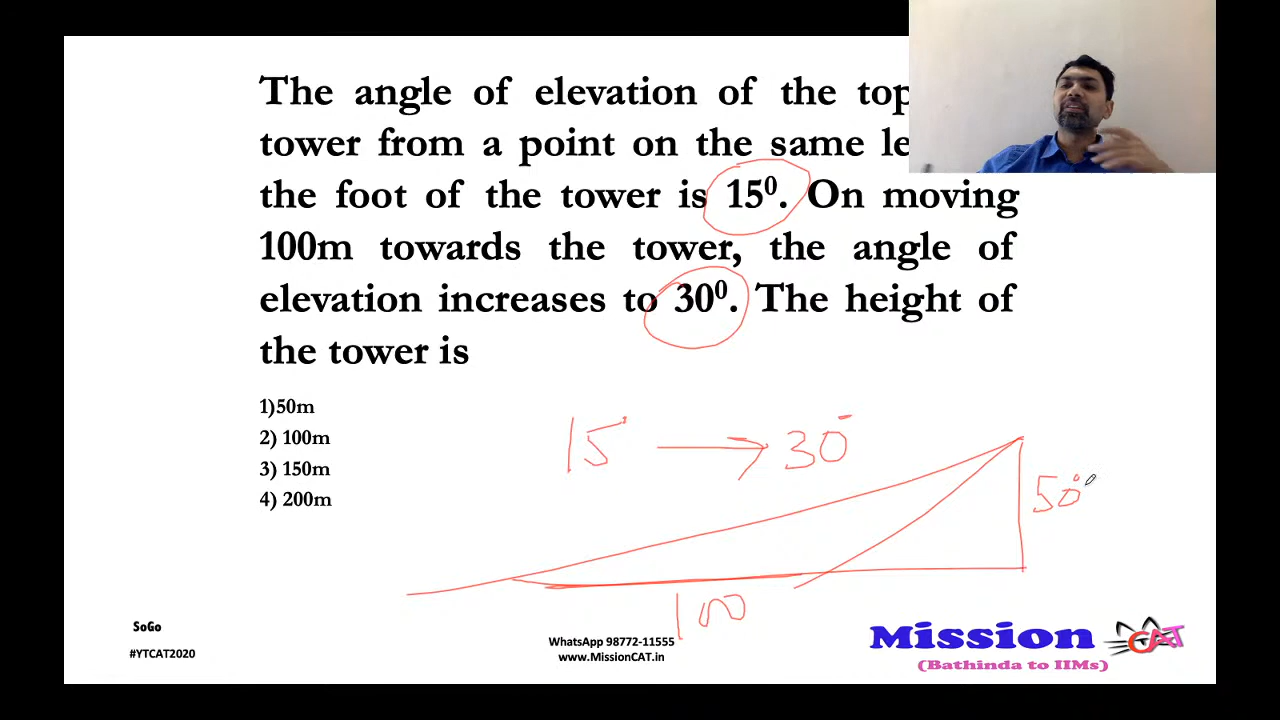 The angle of elevation of the top
tower from a point on the same le
the foot of the tower is 15⁰. On moving
100m towards the tower, the angle of
elevation increases to 30⁰. The height of
the tower is
1)50m
2) 100m
3) 150m
4) 200m
15° → 30°
50°
100
SoGo
#YTCAT2020
WhatsApp 98772-11555
www.MissionCAT.in
Mission CAT
(Bathinda to IIMs)